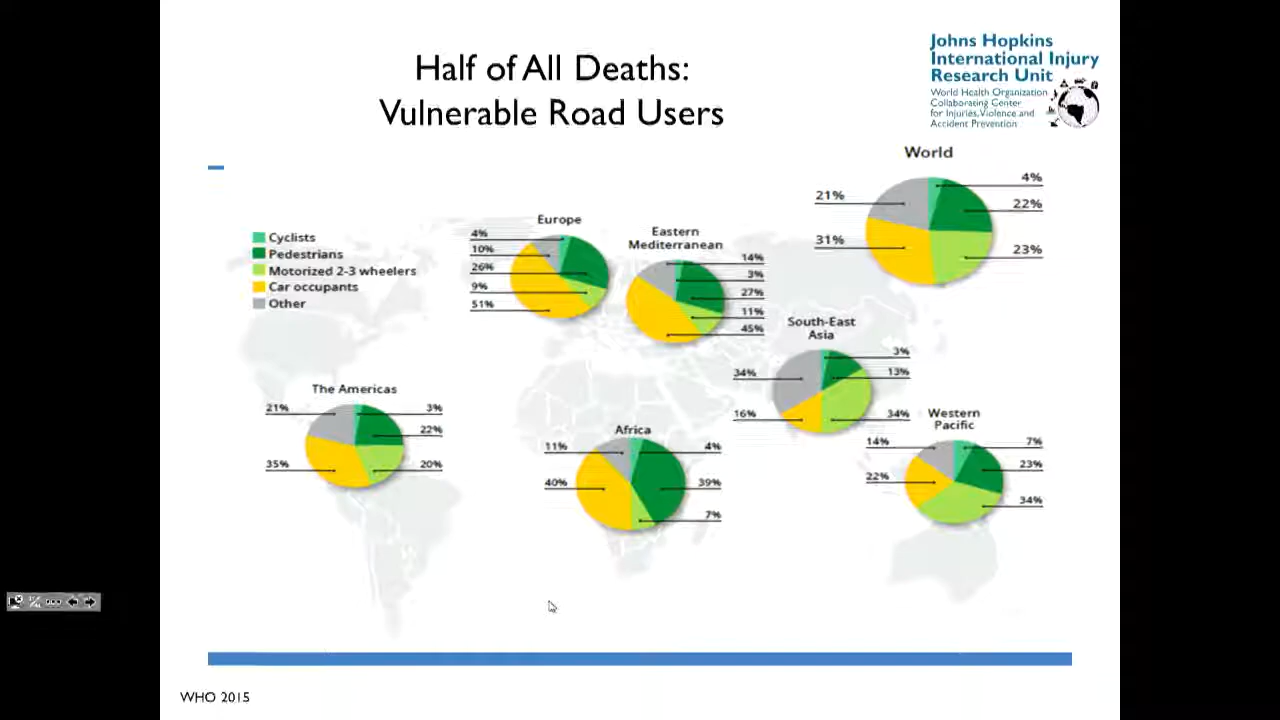 Half of All Deaths:
Vulnerable Road Users
Johns Hopkins
International Injury
Research Unit
World Health Organization
Collaborating Center
for Injuries, Violence and
Accident Prevention
World
4%
21%
22%
31%
23%
Cyclists
Pedestrians
Motorized 2-3 wheelers
Car occupants
Other
Europe
4%
10%
26%
9%
51%
Eastern
Mediterranean
14%
3%
27%
11%
45%
South-East
Asia
3%
34%
13%
16%
34%
The Americas
21%
3%
22%
35%
20%
Africa
11%
4%
40%
39%
7%
Western
Pacific
14%
7%
23%
22%
34%
WHO 2015